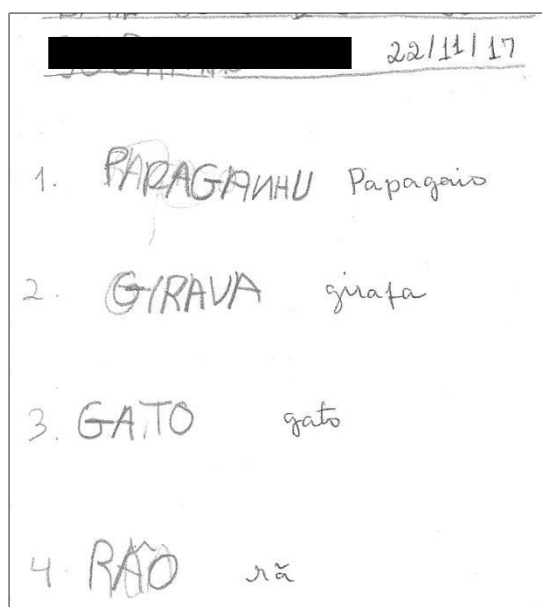 22/11/17
1. PARAGANHU Papagaio
2. GIRAVA girafa
3. GATO gato
4. RÃO rã